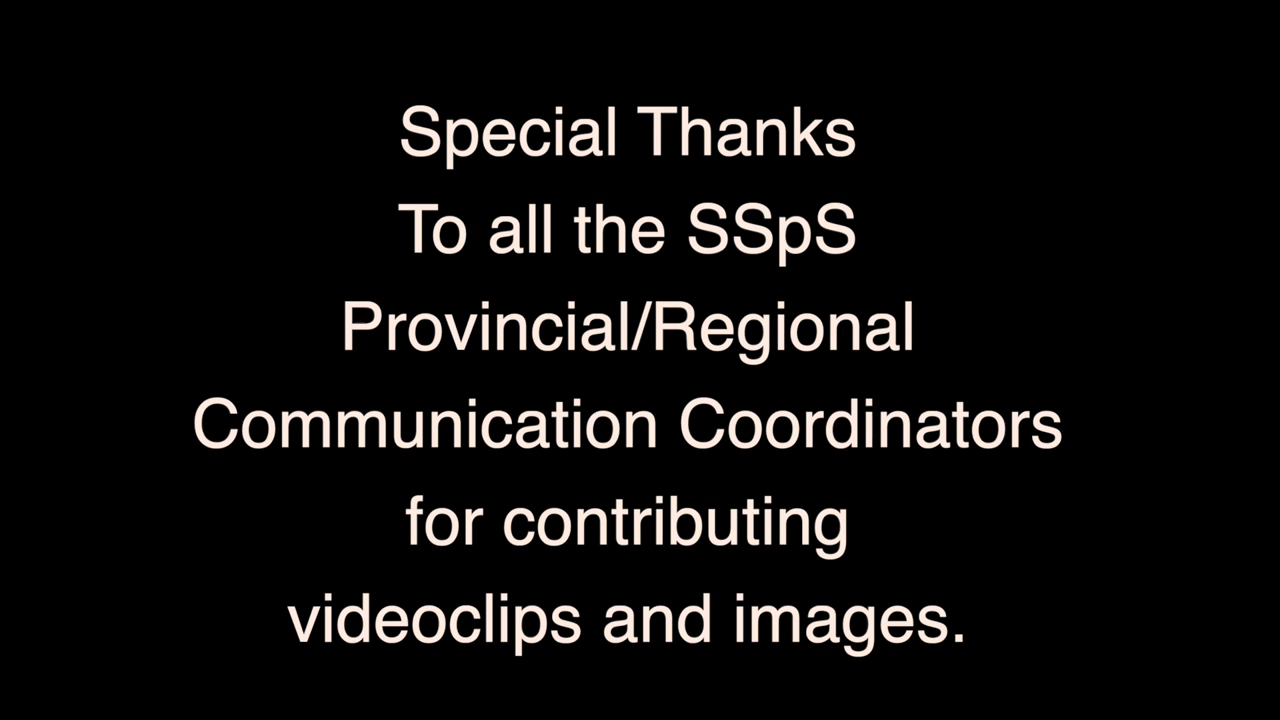 Special Thanks
To all the SSpS
Provincial/Regional
Communication Coordinators
for contributing
videoclips and images.